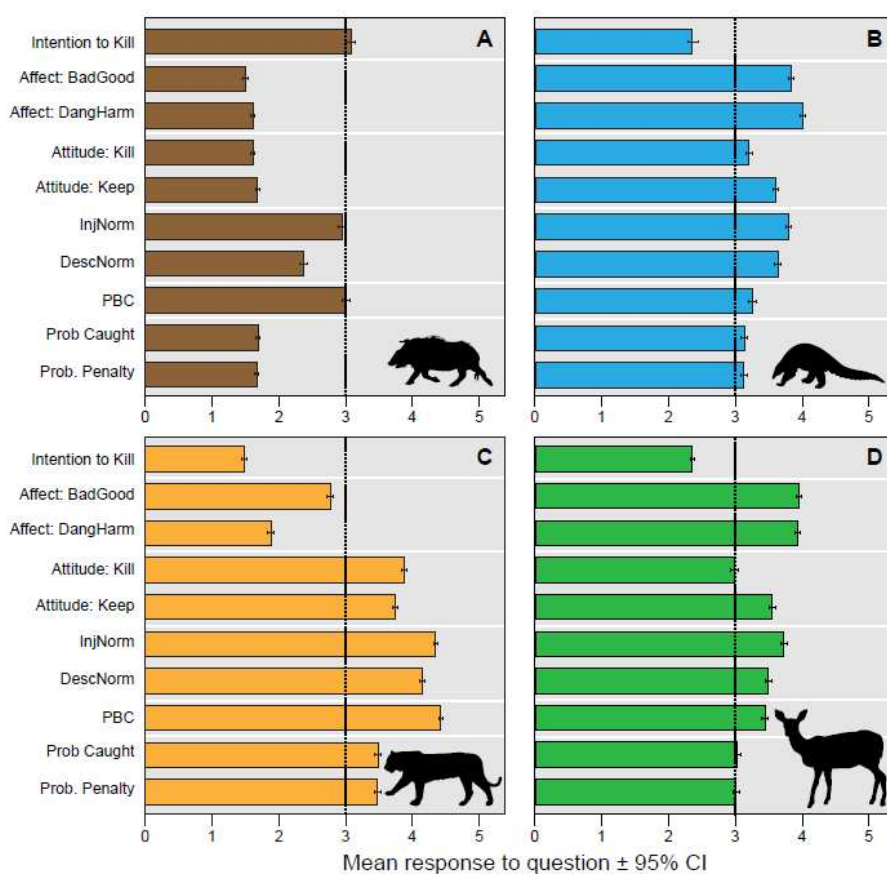 A
Intention to Kill
Affect: BadGood
Affect: DangHarm
Attitude: Kill
Attitude: Keep
InjNorm
DescNorm
PBC
Prob Caught
Prob. Penalty
0 1 2 3 4 5
B
0 1 2 3 4 5
C
Intention to Kill
Affect: BadGood
Affect: DangHarm
Attitude: Kill
Attitude: Keep
InjNorm
DescNorm
PBC
Prob Caught
Prob. Penalty
0 1 2 3 4 5
D
0 1 2 3 4 5
Mean response to question ± 95% CI